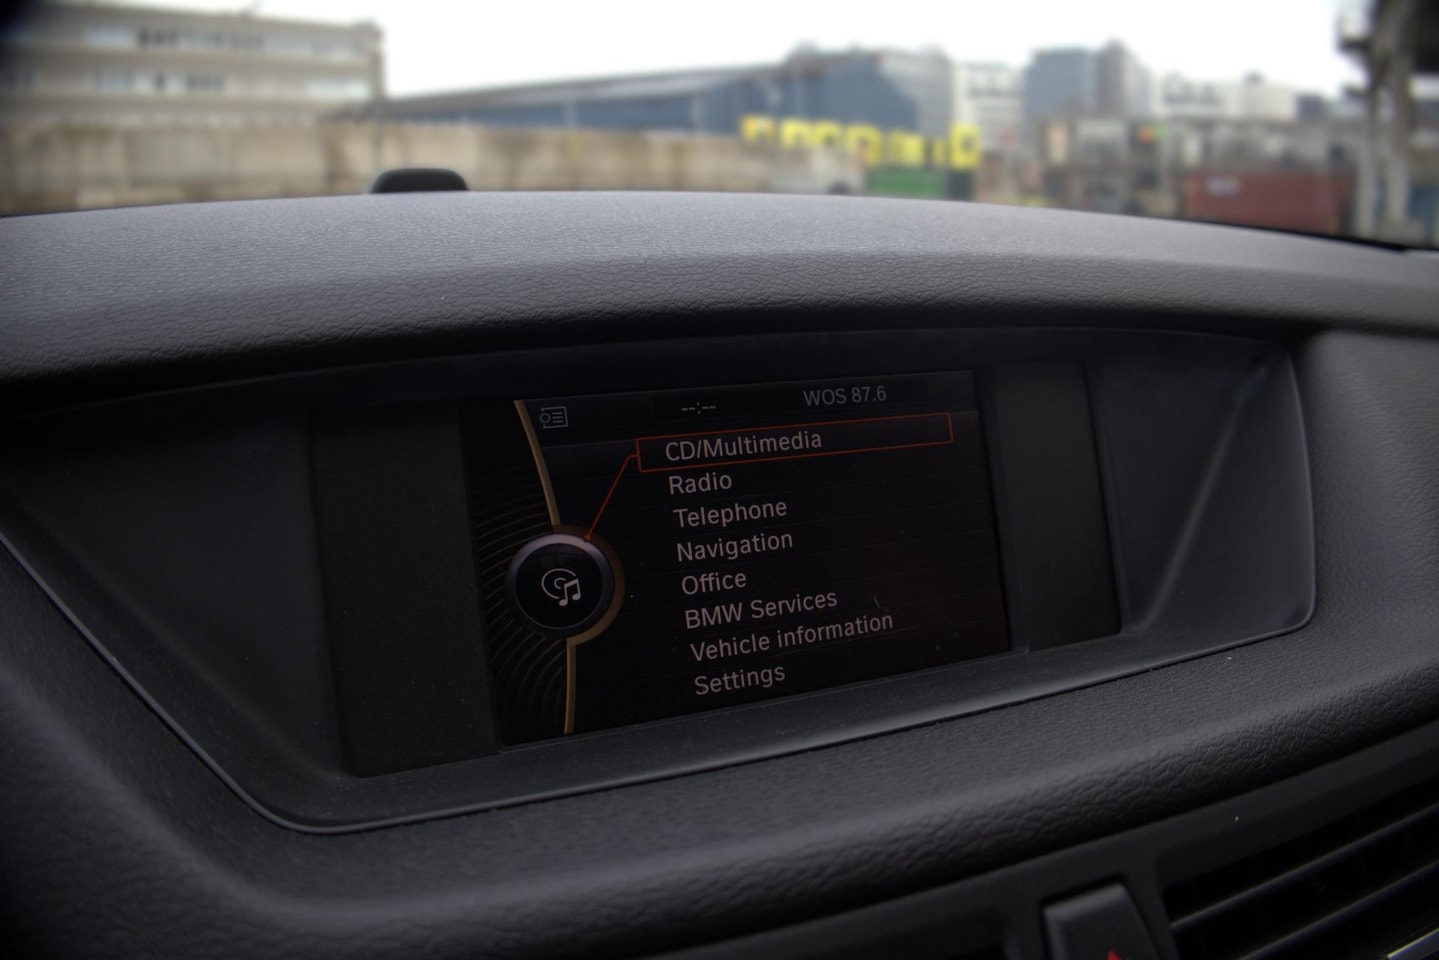 --:-- WOS 87.6
CD/Multimedia
Radio
Telephone
Navigation
Office
BMW Services
Vehicle information
Settings